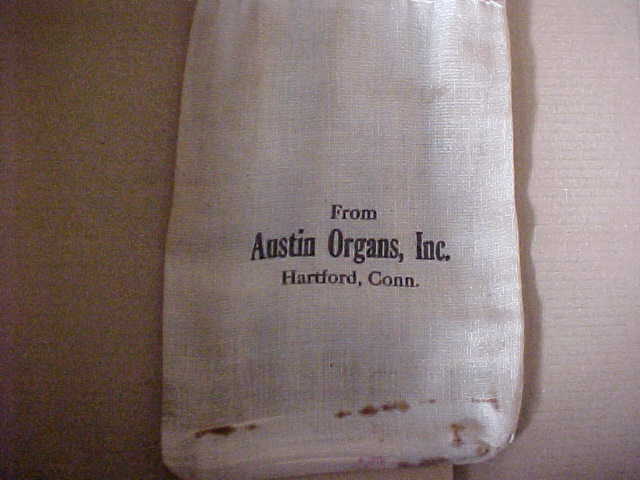 From
Austin Organs, Inc.
Hartford, Conn.